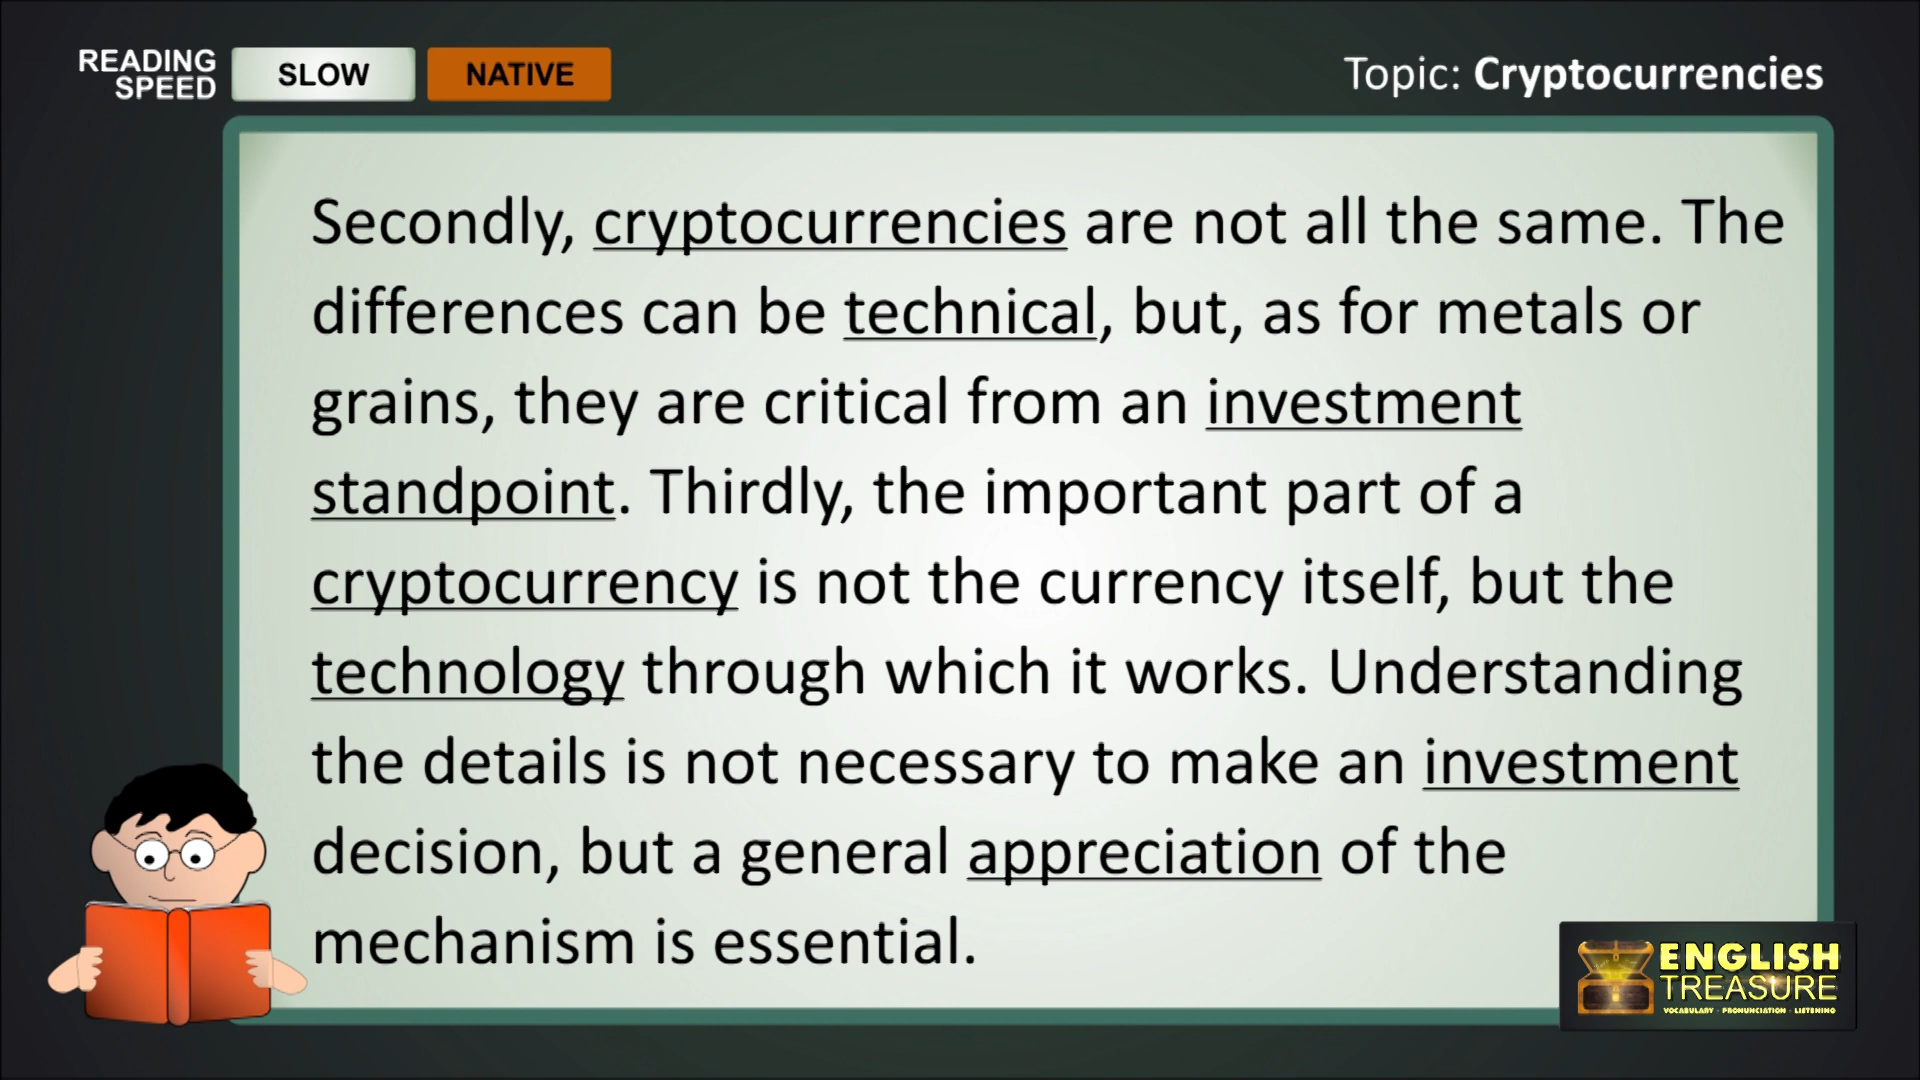 READING
SPEED
SLOW
NATIVE
Topic: Cryptocurrencies
Secondly, cryptocurrencies are not all the same. The
differences can be technical, but, as for metals or
grains, they are critical from an investment
standpoint. Thirdly, the important part of a
cryptocurrency is not the currency itself, but the
technology through which it works. Understanding
the details is not necessary to make an investment
decision, but a general appreciation of the
mechanism is essential.
ENGLISH
TREASURE
VOCABULARY - PRONUNCIATION - LISTENING